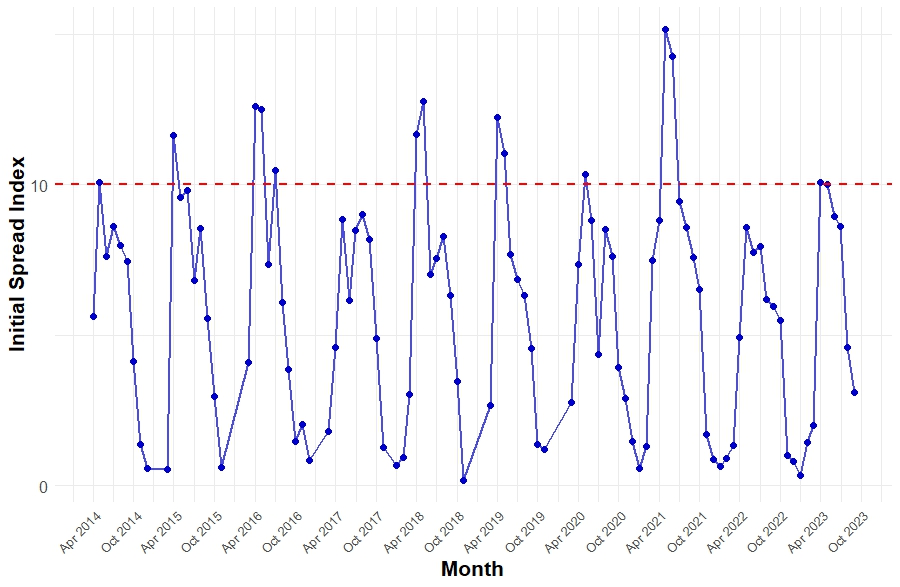 Initial Spread Index
10
0
Apr 2014
Oct 2014
Apr 2015
Oct 2015
Apr 2016
Oct 2016
Apr 2017
Oct 2017
Apr 2018
Oct 2018
Apr 2019
Oct 2019
Apr 2020
Oct 2020
Apr 2021
Oct 2021
Apr 2022
Oct 2022
Apr 2023
Oct 2023
Month